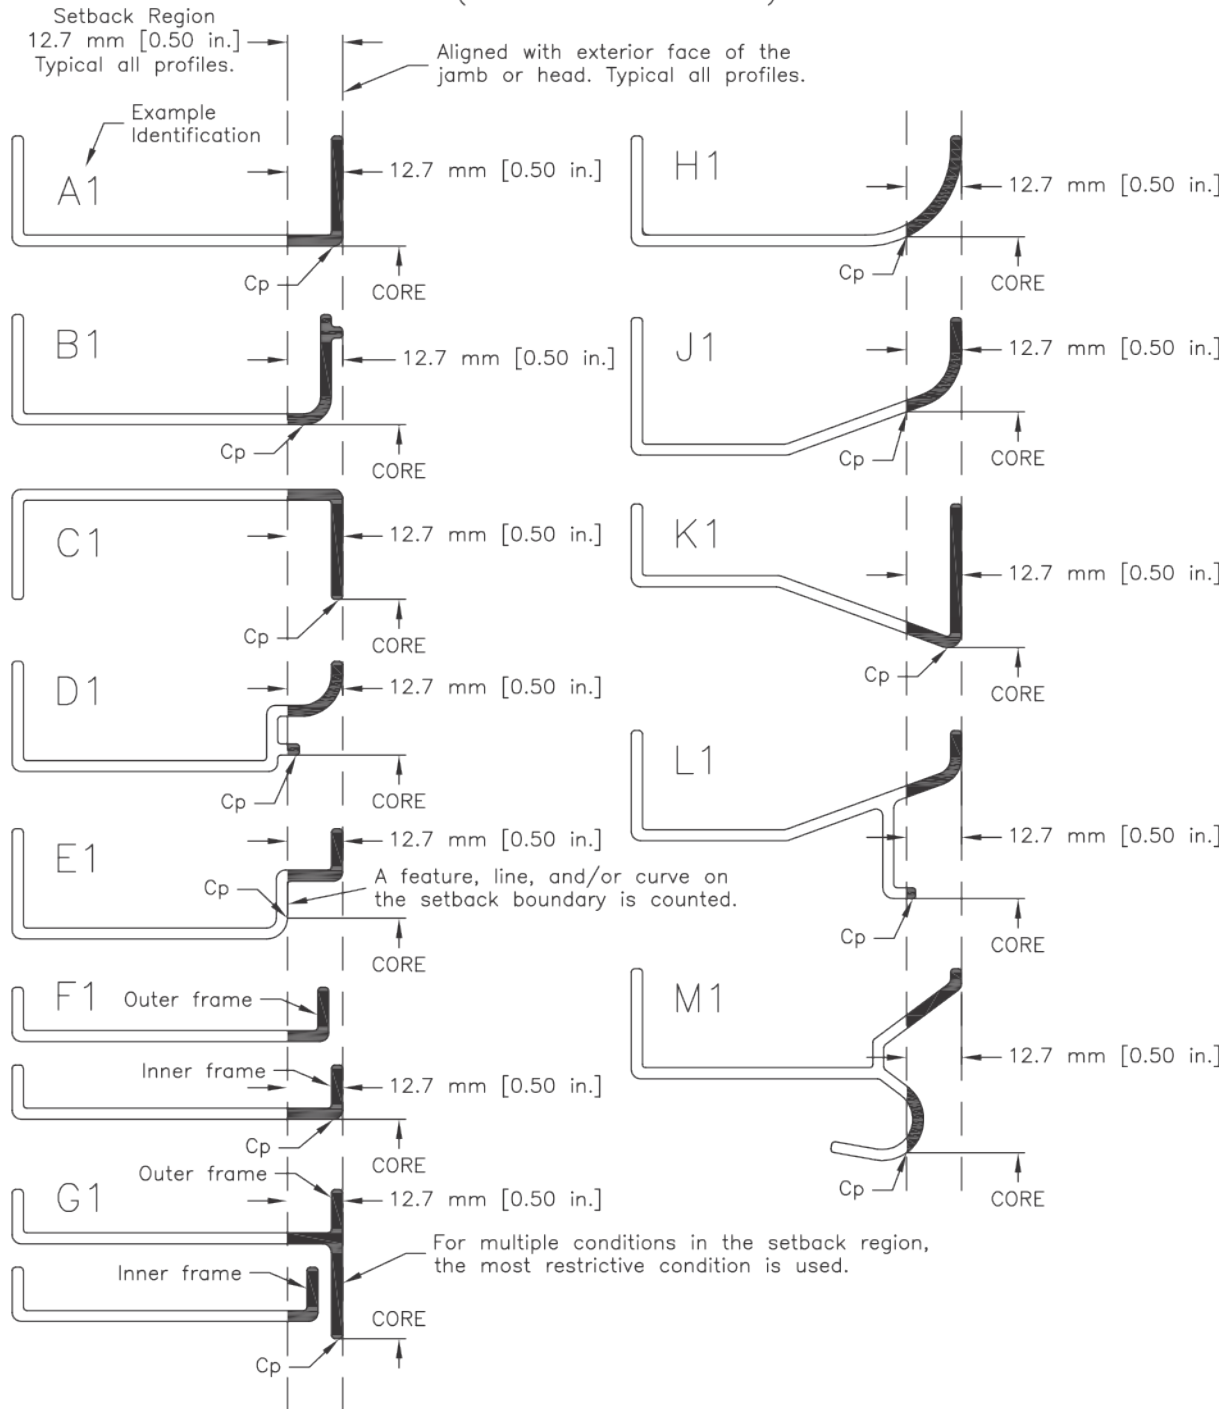 Setback Region
12.7 mm [0.50 in.]
Typical all profiles.
Aligned with exterior face of the
jamb or head. Typical all profiles.
Example
Identification
A1
12.7 mm [0.50 in.]
Cp
CORE
B1
12.7 mm [0.50 in.]
Cp
CORE
C1
12.7 mm [0.50 in.]
Cp
CORE
D1
12.7 mm [0.50 in.]
Cp
CORE
E1
12.7 mm [0.50 in.]
Cp
A feature, line, and/or curve on
the setback boundary is counted.
CORE
F1
Outer frame
Inner frame
12.7 mm [0.50 in.]
Cp
CORE
Outer frame
G1
12.7 mm [0.50 in.]
For multiple conditions in the setback region,
the most restrictive condition is used.
Inner frame
CORE
Cp
H1
12.7 mm [0.50 in.]
Cp
CORE
J1
12.7 mm [0.50 in.]
Cp
CORE
K1
12.7 mm [0.50 in.]
Cp
CORE
L1
12.7 mm [0.50 in.]
Cp
CORE
M1
12.7 mm [0.50 in.]
Cp
CORE